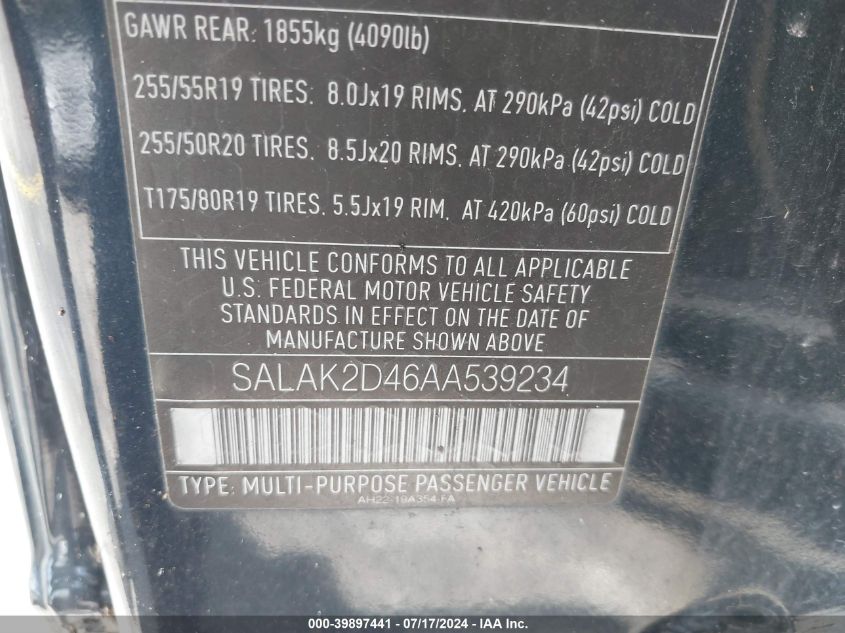 GAWR REAR: 1855kg (4090lb)
255/55R19 TIRES. 8.0Jx19 RIMS. AT 290kPa (42psi) COLD
255/50R20 TIRES. 8.5Jx20 RIMS. AT 290kPa (42psi) COLD
T175/80R19 TIRES. 5.5Jx19 RIM. AT 420kPa (60psi) COLD
THIS VEHICLE CONFORMS TO ALL APPLICABLE
U.S. FEDERAL MOTOR VEHICLE SAFETY
STANDARDS IN EFFECT ON THE DATE OF
MANUFACTURE SHOWN ABOVE
SALAK2D46AA539234
TYPE: MULTI-PURPOSE PASSENGER VEHICLE
AH22-19A354-FA
000-39897441 - 07/17/2024 - IAA, Inc.